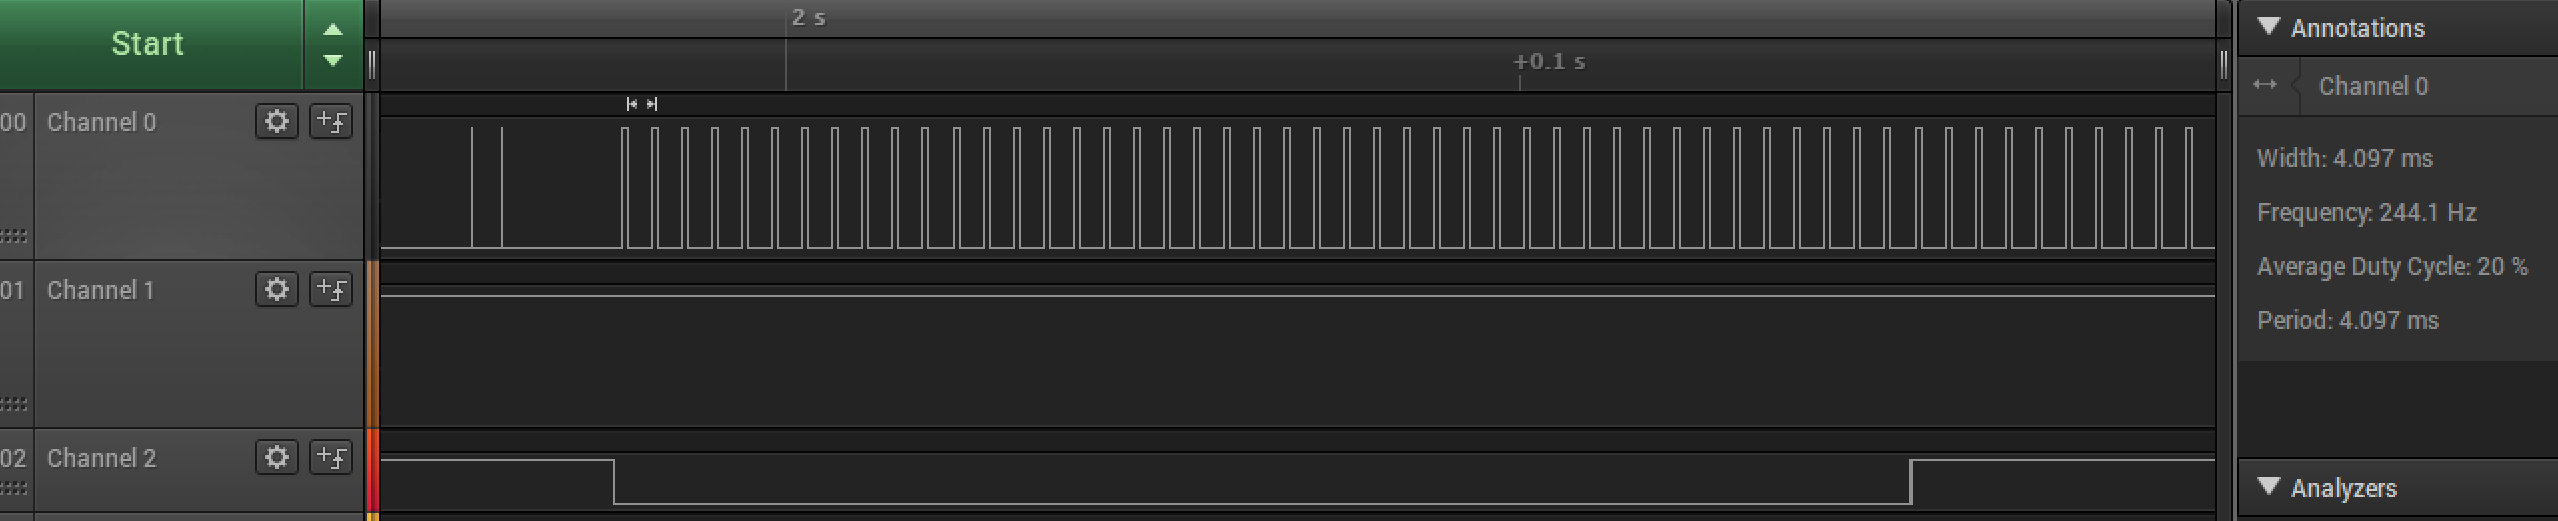 Start
2 s
+0.1 s
00 Channel 0
01 Channel 1
02 Channel 2
Annotations
Channel 0
Width: 4.097 ms
Frequency: 244.1 Hz
Average Duty Cycle: 20 %
Period: 4.097 ms
Analyzers